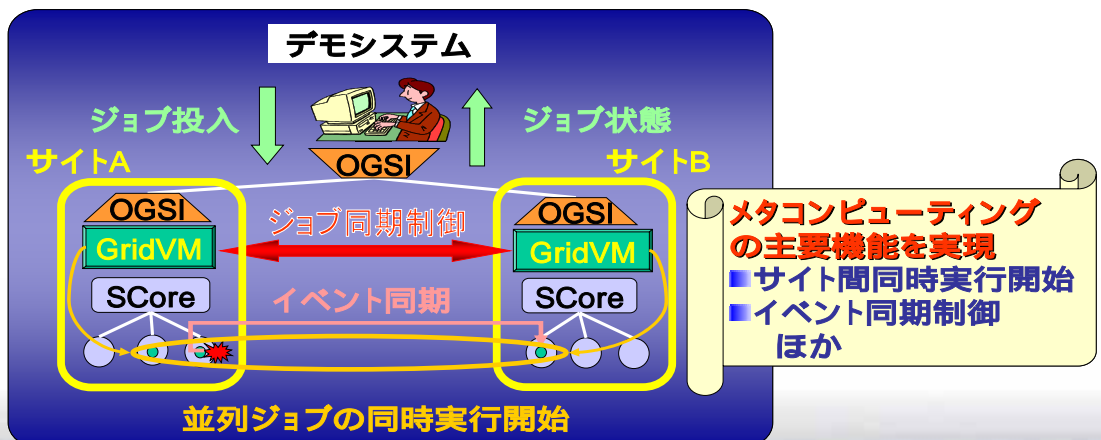 デモシステム
ジョブ投入
ジョブ状態
サイトA
サイトB
OGSI
OGSI
OGSI
ジョブ同期制御
GridVM
GridVM
SCore
SCore
イベント同期
並列ジョブの同時実行開始
メタコンピューティング
の主要機能を実現
サイト間同時実行開始
イベント同期制御
ほか